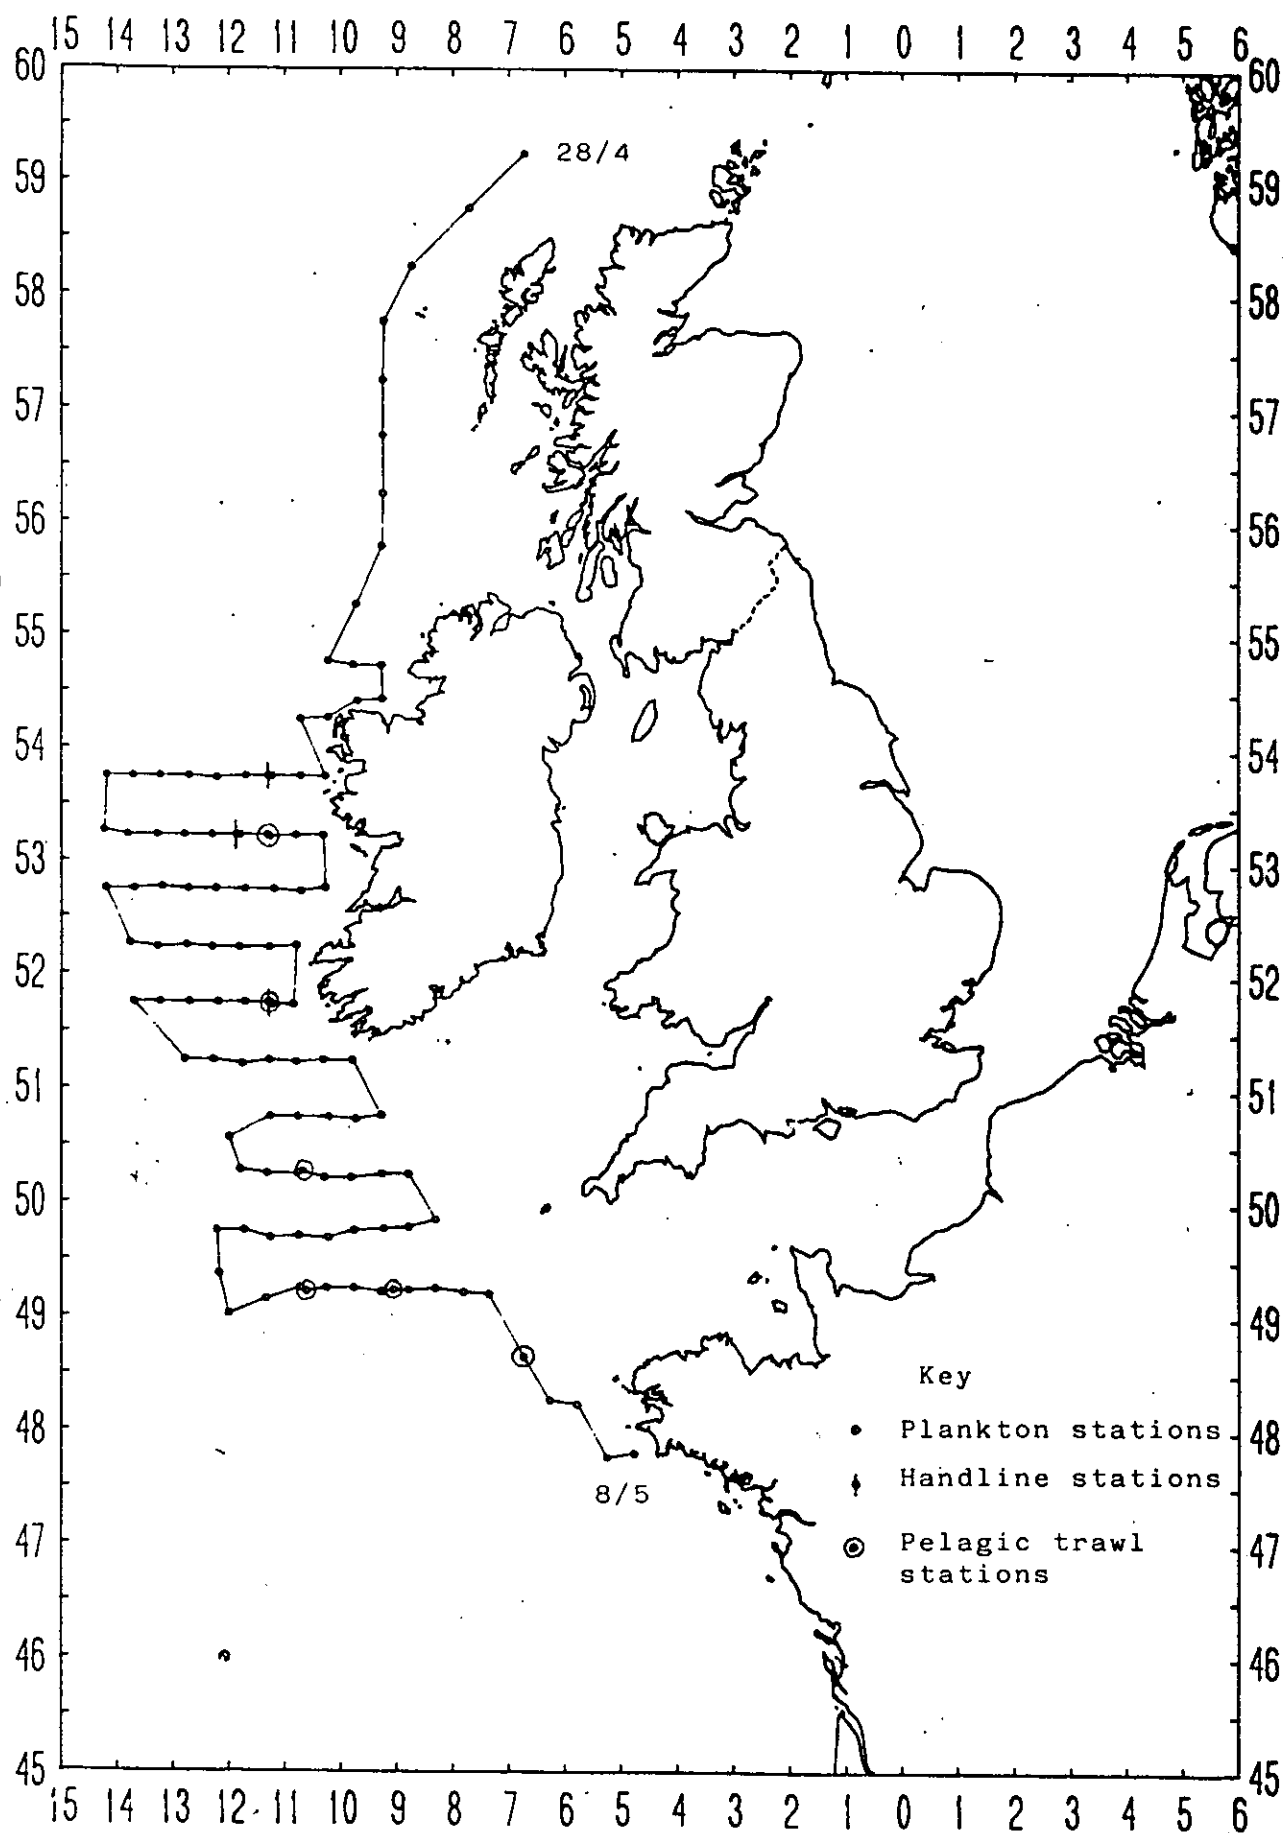 15 14 13 12 11 10 9 8 7 6 5 4 3 2 1 0 1 2 3 4 5 6
60 60
28/4
59 59
58 58
57 57
56 56
55 55
54 54
53 53
52 52
51 51
50 50
49 49
Key
Plankton stations
48 48
Handline stations
8/5
47 Pelagic trawl 47
stations
46 46
45 45
15 14 13 12 11 10 9 8 7 6 5 4 3 2 1 0 1 2 3 4 5 6